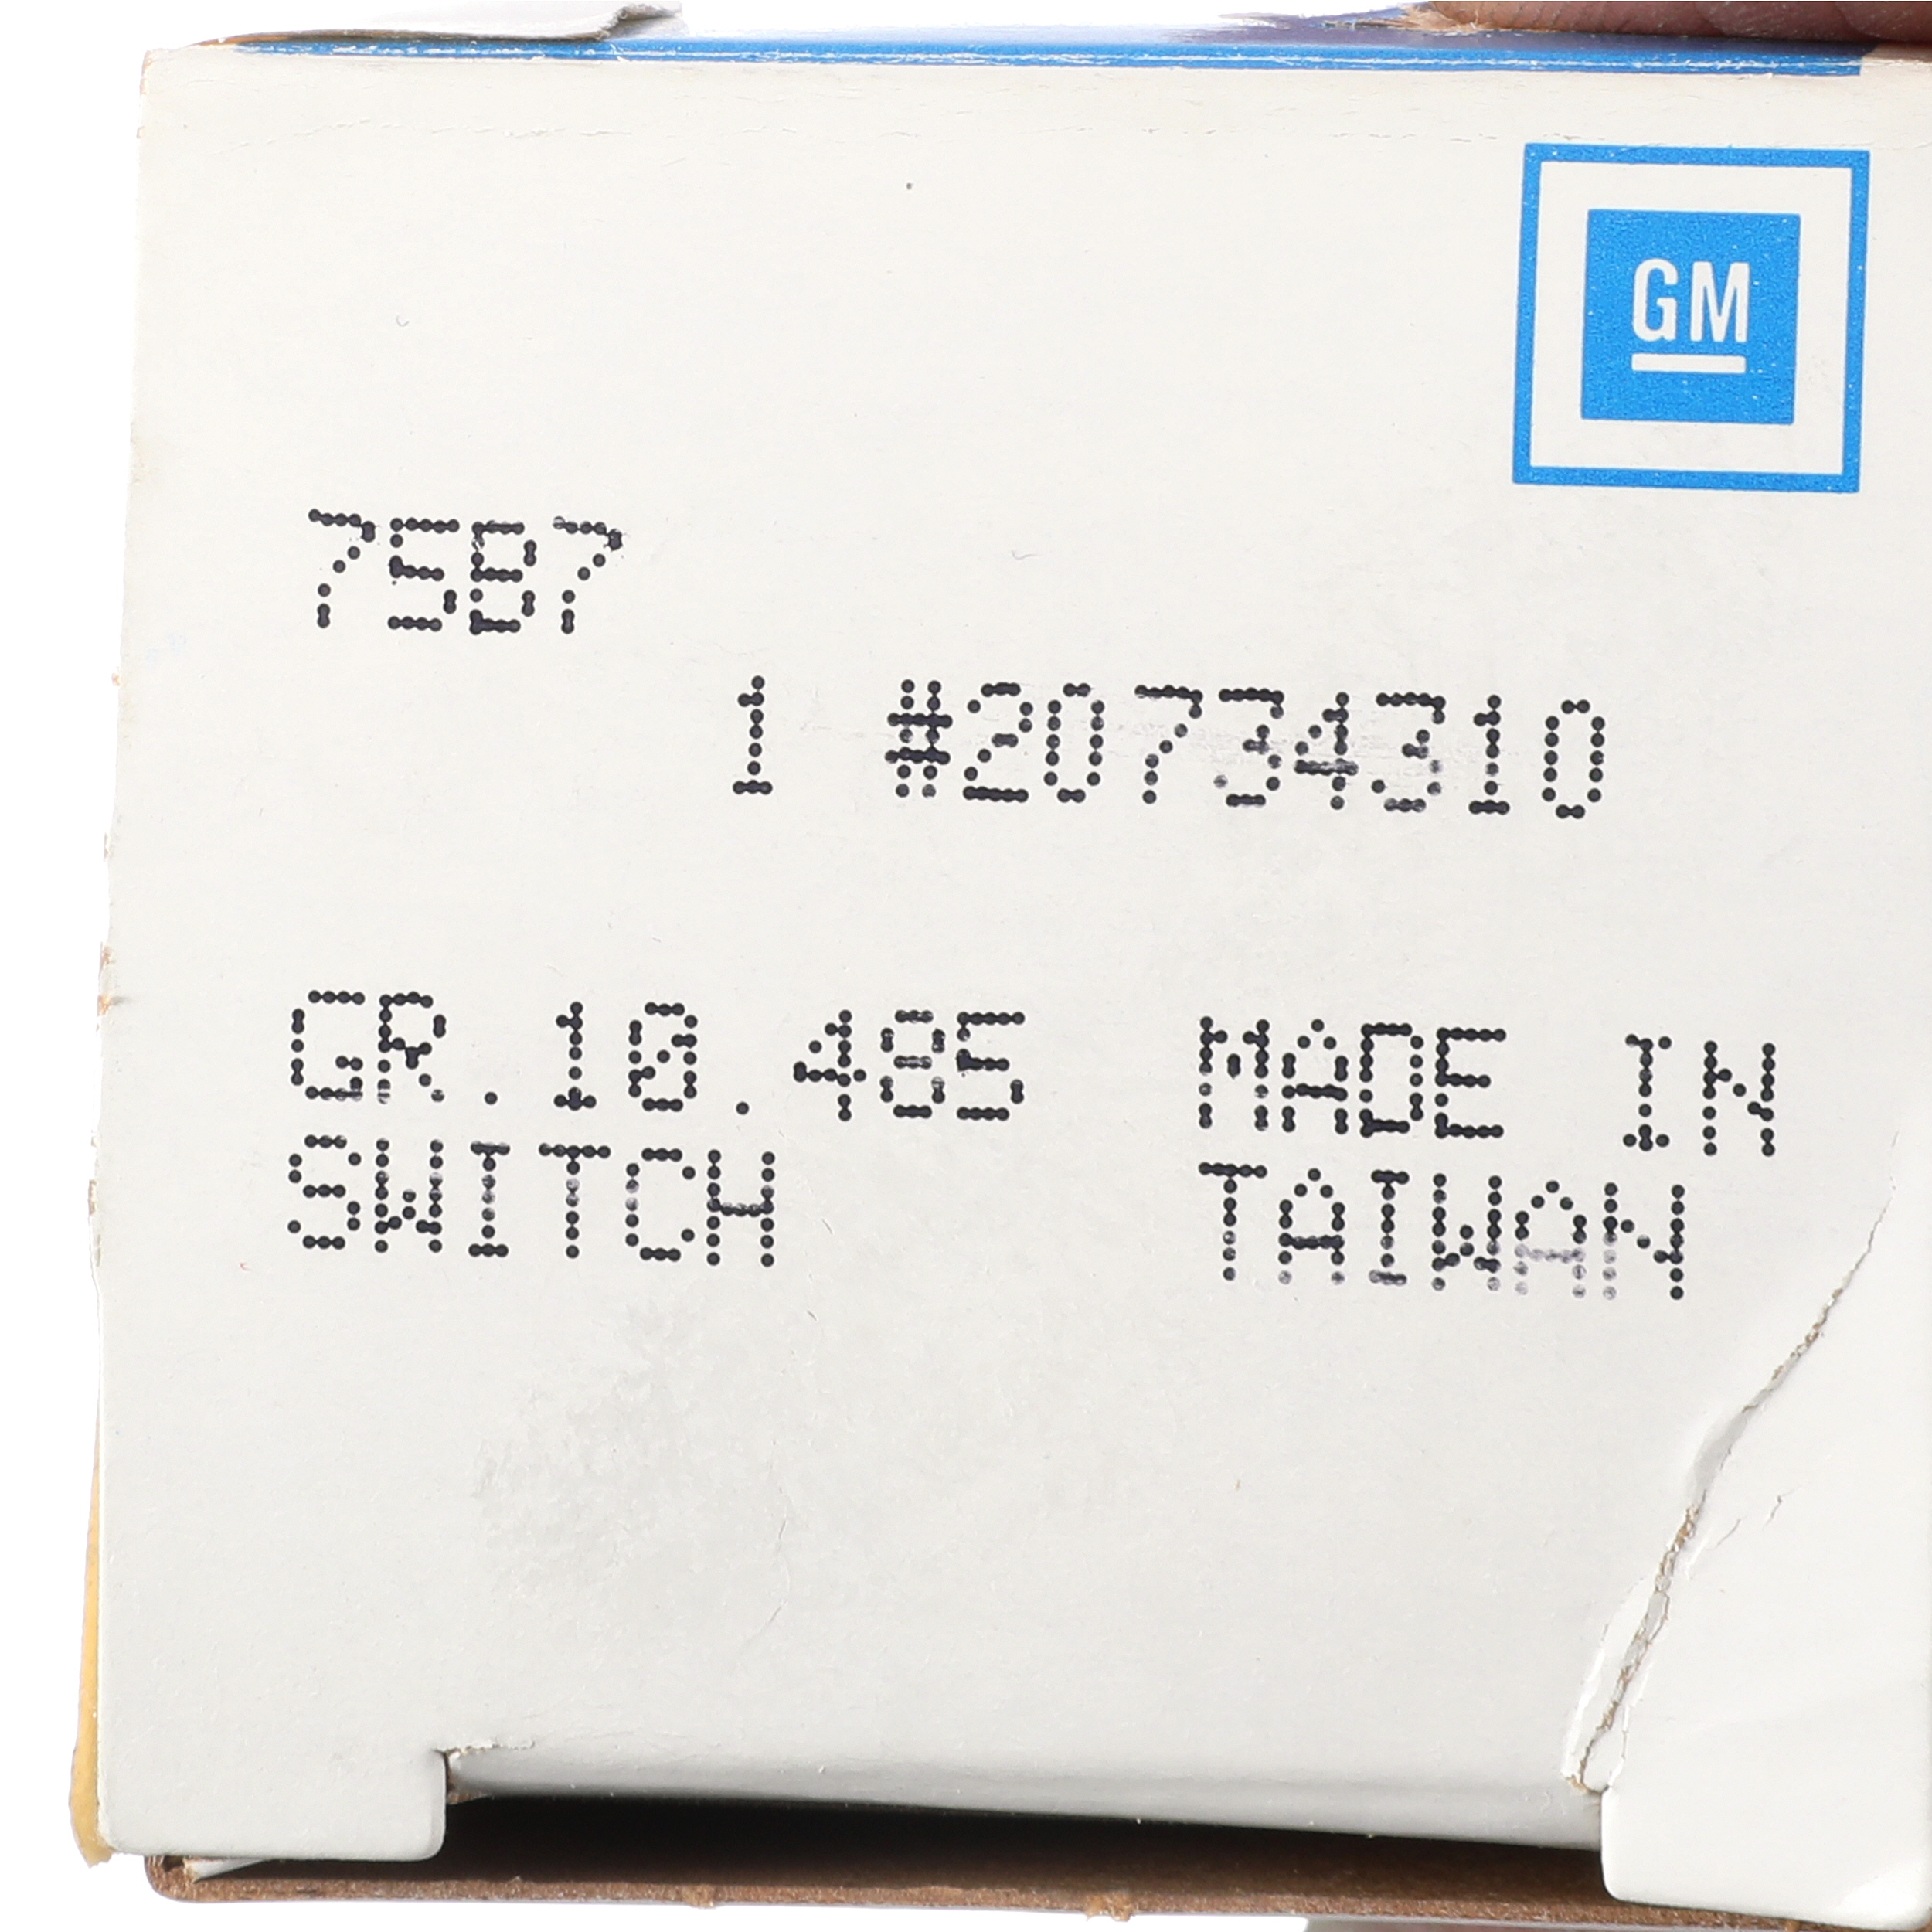 GM
75B7
1 #20734310
GR.10.485 MADE IN
SWITCH TAIWAN